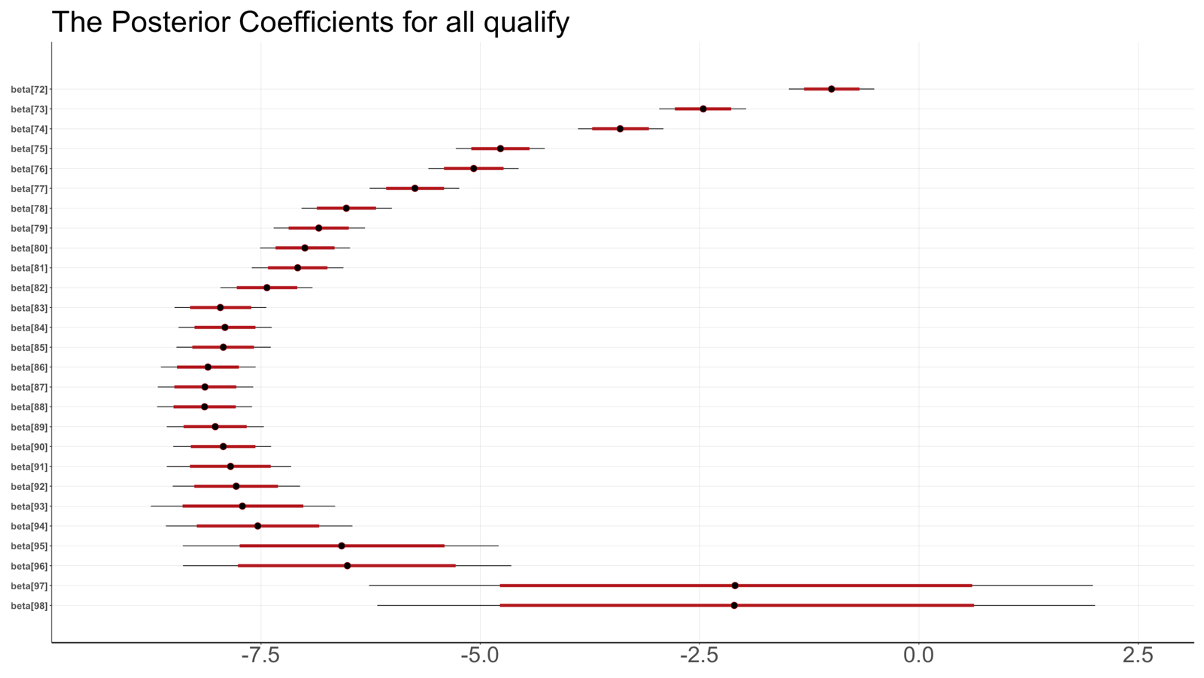 The Posterior Coefficients for all qualify
beta[72]
beta[73]
beta[74]
beta[75]
beta[76]
beta[77]
beta[78]
beta[79]
beta[80]
beta[81]
beta[82]
beta[83]
beta[84]
beta[85]
beta[86]
beta[87]
beta[88]
beta[89]
beta[90]
beta[91]
beta[92]
beta[93]
beta[94]
beta[95]
beta[96]
beta[97]
beta[98]
-7.5 -5.0 -2.5 0.0 2.5